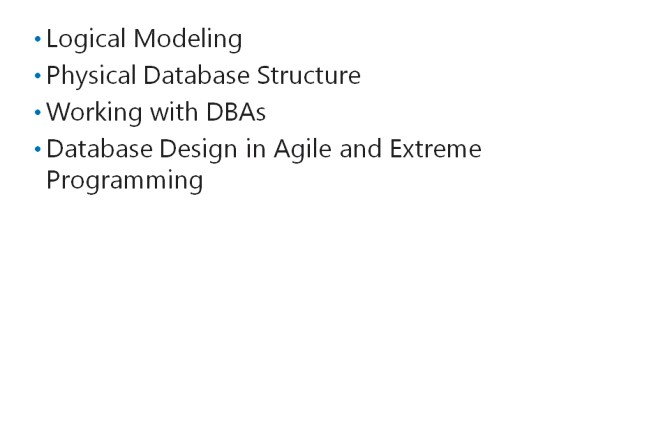 • Logical Modeling
• Physical Database Structure
• Working with DBAs
• Database Design in Agile and Extreme
Programming